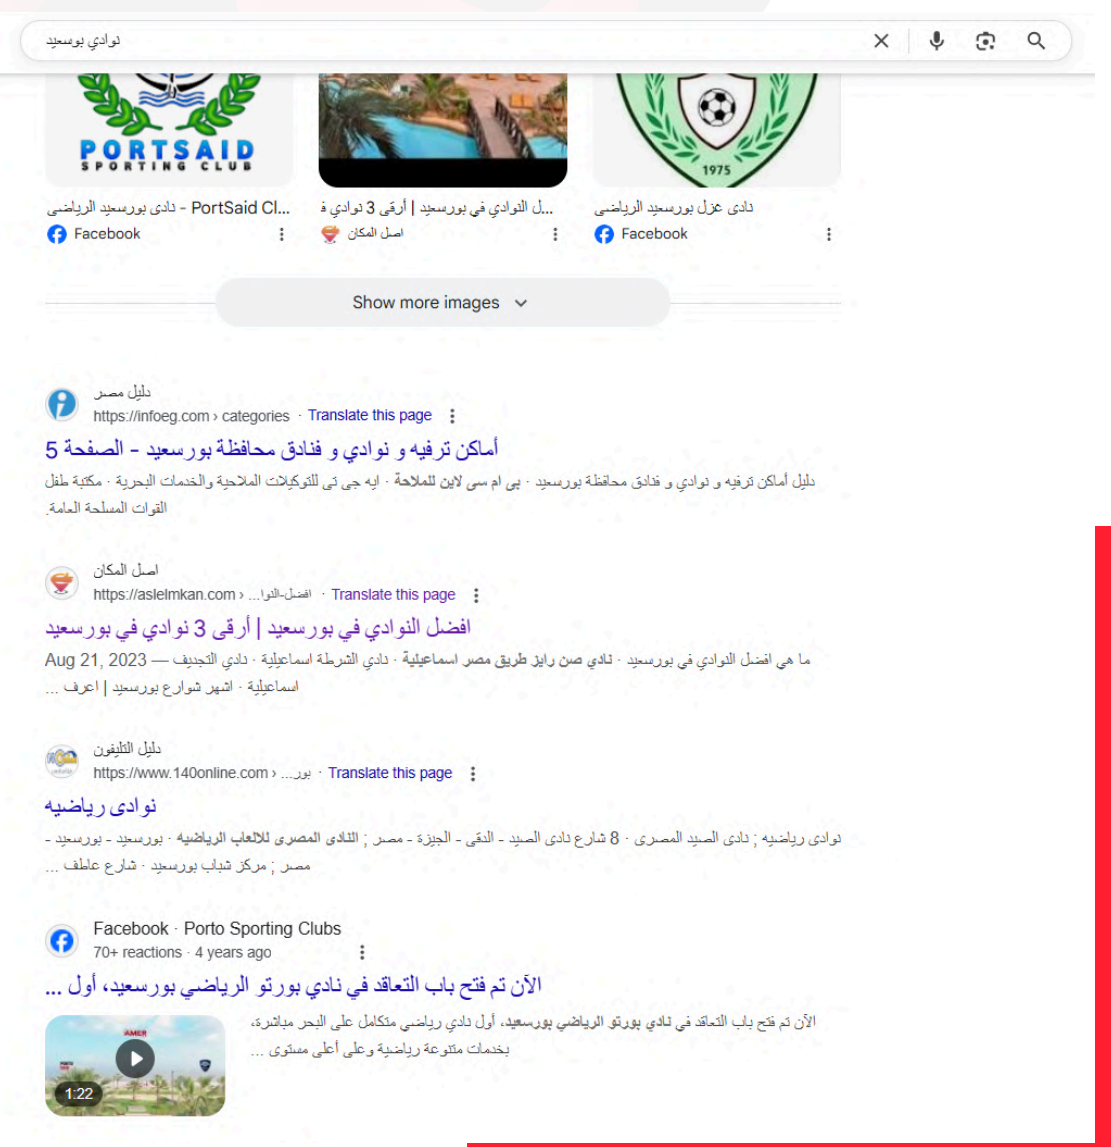 نوادي بوسعيد
PORTSAID
SPORTING CLUB
1975
PortSaid Cl... - نادى بورسعيد الرياضى
Facebook
...ل النوادي في بورسعيد | أرقى 3 نوادي ف
اصل المكان
نادى غزل بورسعيد الرياضى
Facebook
Show more images
دليل مصر
https://infoeg.com › categories · Translate this page
أماكن ترفيه و نوادي و فنادق محافظة بورسعيد - الصفحة 5
دليل أماكن ترفيه و نوادي و فنادق محافظة بورسعيد · بى ام سى لاين للملاحة · ايه جى تى للتوكيلات الملاحية والخدمات البحرية · مكتبة طفل
القوات المسلحة العامة.
اصل المكان
https://aslelmkan.com › ...افضل-النوا · Translate this page
افضل النوادي في بورسعيد | أرقى 3 نوادي في بورسعيد
Aug 21, 2023 — ما هي افضل النوادي في بورسعيد · نادي صن رايز طريق مصر اسماعيلية · نادي الشرطة اسماعيلية · نادي التجديف
اسماعيلية · اشهر شوارع بورسعيد | اعرف ...
دليل التليفون
https://www.140online.com › ...بور · Translate this page
نوادى رياضيه
نوادى رياضيه ; نادى الصيد المصرى · 8 شارع نادى الصيد - الدقى - الجيزة - مصر ; النادى المصرى للالعاب الرياضيه · بورسعيد - بورسعيد -
مصر ; مركز شباب بورسعيد · شارع عاطف ...
Facebook · Porto Sporting Clubs
70+ reactions · 4 years ago
الآن تم فتح باب التعاقد في نادي بورتو الرياضي بورسعيد، أول ...
الآن تم فتح باب التعاقد في نادي بورتو الرياضي بورسعيد، أول نادي رياضي متكامل على البحر مباشرة،
بخدمات متنوعة رياضية وعلى أعلى مستوى ...
AMER
1:22